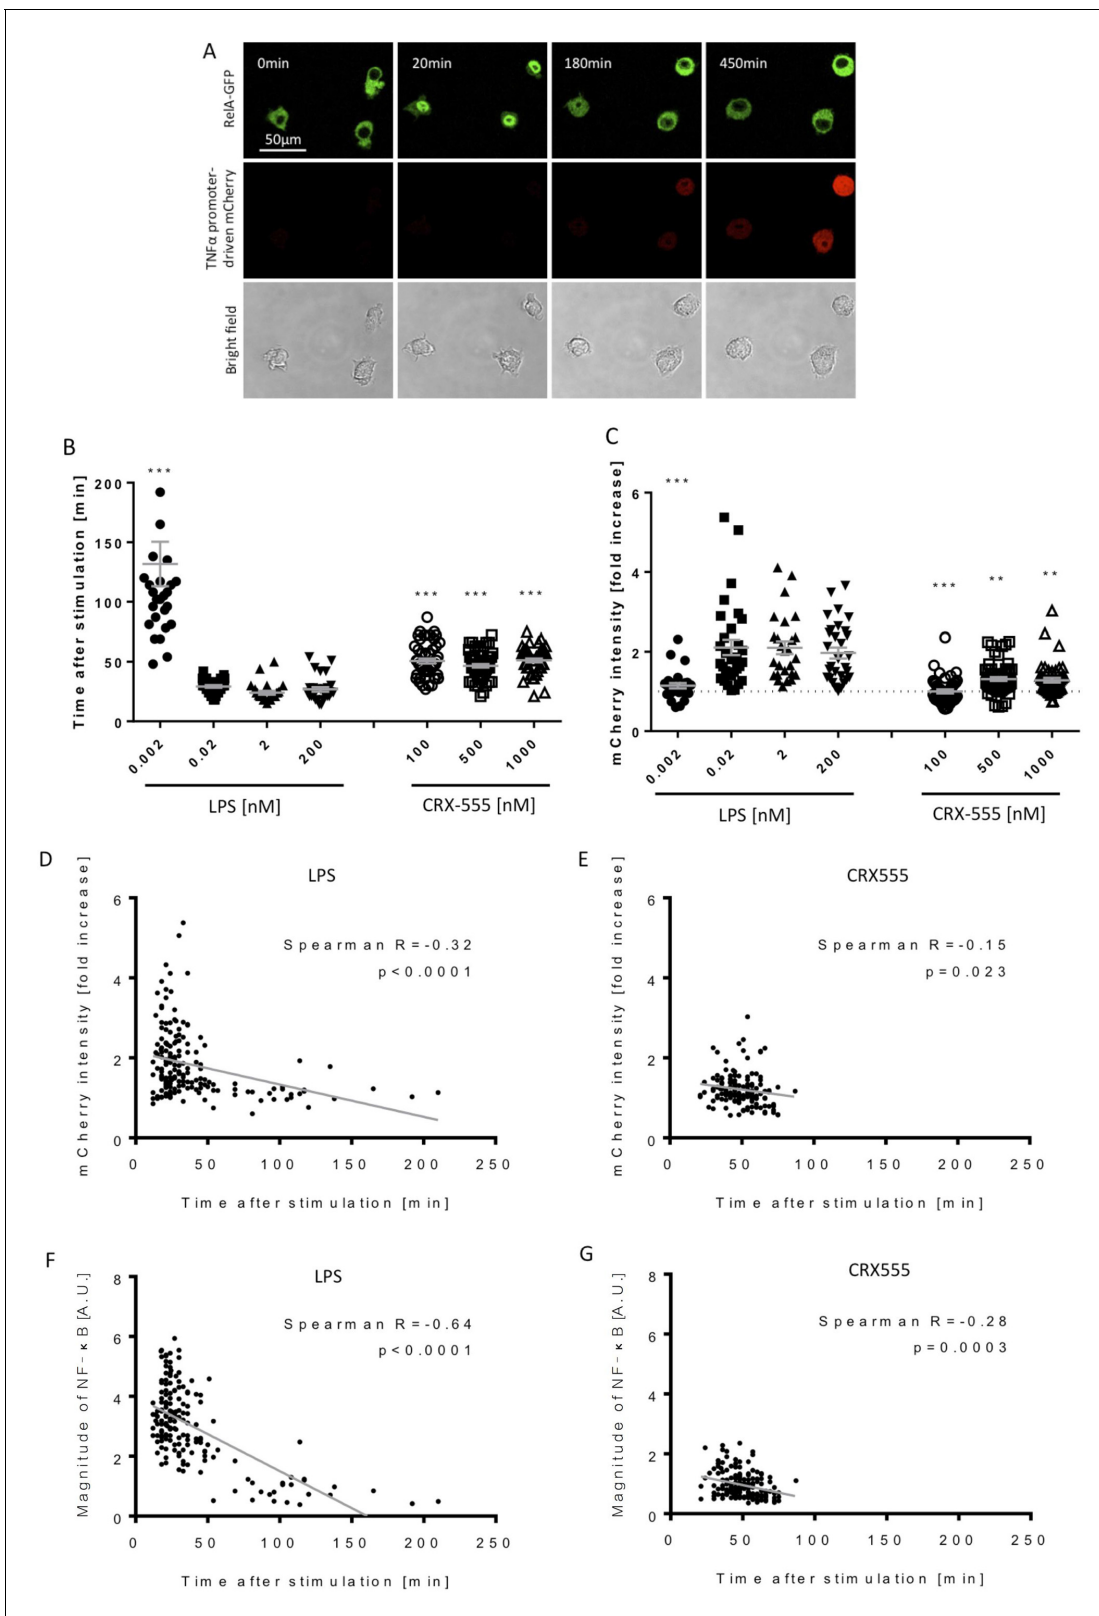 A
0min
20min
180min
450min
RelA-GFP
50µm
TNFα promoter-
driven mCherry
Bright field
B
Time after stimulation [min]
200
150
100
50
0
***
***
***
***
0.002
0.02
2
200
100
500
1000
LPS [nM]
CRX-555 [nM]
C
mCherry intensity [fold increase]
6
4
2
0
***
***
**
**
0.002
0.02
2
200
100
500
1000
LPS [nM]
CRX-555 [nM]
D
LPS
mCherry intensity [fold increase]
Spearman R=-0.32
p<0.0001
6
4
2
0
0
50
100
150
200
250
Time after stimulation [min]
E
CRX555
mCherry intensity [fold increase]
Spearman R=-0.15
p=0.023
6
4
2
0
0
50
100
150
200
250
Time after stimulation [min]
F
LPS
Magnitude of NF-κB [A.U.]
Spearman R=-0.64
p<0.0001
8
6
4
2
0
0
50
100
150
200
250
Time after stimulation [min]
G
CRX555
Magnitude of NF-κB [A.U.]
Spearman R=-0.28
p=0.0003
8
6
4
2
0
0
50
100
150
200
250
Time after stimulation [min]